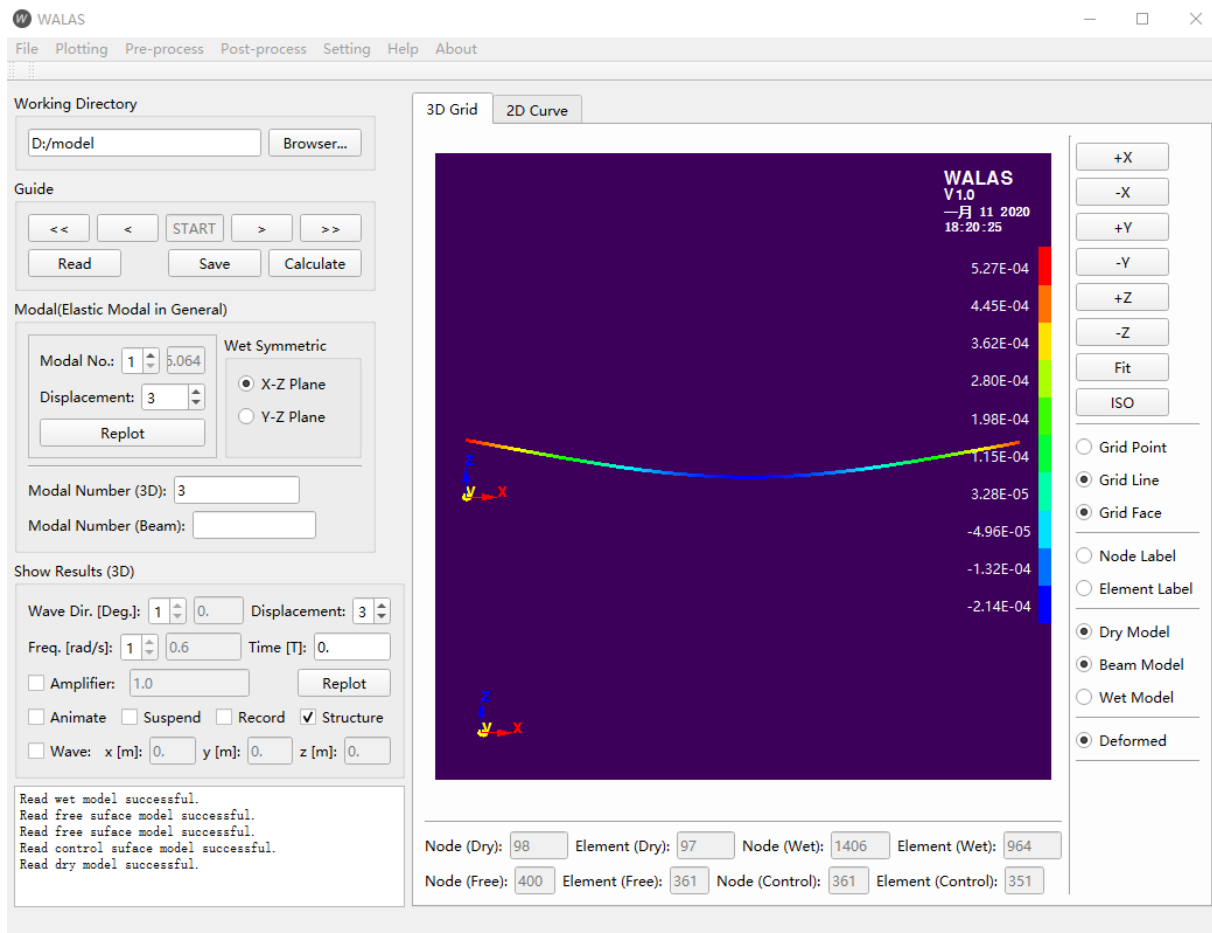 WALAS
File Plotting Pre-process Post-process Setting Help About
Working Directory
D:/model Browser...
Guide
<< < START > >>
Read Save Calculate
Modal(Elastic Modal in General)
Modal No.: 1 5.064
Displacement: 3
Replot
Wet Symmetric
X-Z Plane
Y-Z Plane
Modal Number (3D): 3
Modal Number (Beam):
Show Results (3D)
Wave Dir. [Deg.]: 1 0. Displacement: 3
Freq. [rad/s]: 1 0.6 Time [T]: 0.
Amplifier: 1.0 Replot
Animate Suspend Record Structure
Wave: x [m]: 0. y [m]: 0. z [m]: 0.
Read wet model successful.
Read free suface model successful.
Read free suface model successful.
Read control suface model successful.
Read dry model successful.
3D Grid 2D Curve
WALAS
V 1.0
一月 11 2020
18:20:25
5.27E-04
4.45E-04
3.62E-04
2.80E-04
1.98E-04
1.15E-04
3.28E-05
-4.96E-05
-1.32E-04
-2.14E-04
Z
Y X
Z
Y X
Node (Dry): 98 Element (Dry): 97 Node (Wet): 1406 Element (Wet): 964
Node (Free): 400 Element (Free): 361 Node (Control): 361 Element (Control): 351
+X
-X
+Y
-Y
+Z
-Z
Fit
ISO
Grid Point
Grid Line
Grid Face
Node Label
Element Label
Dry Model
Beam Model
Wet Model
Deformed